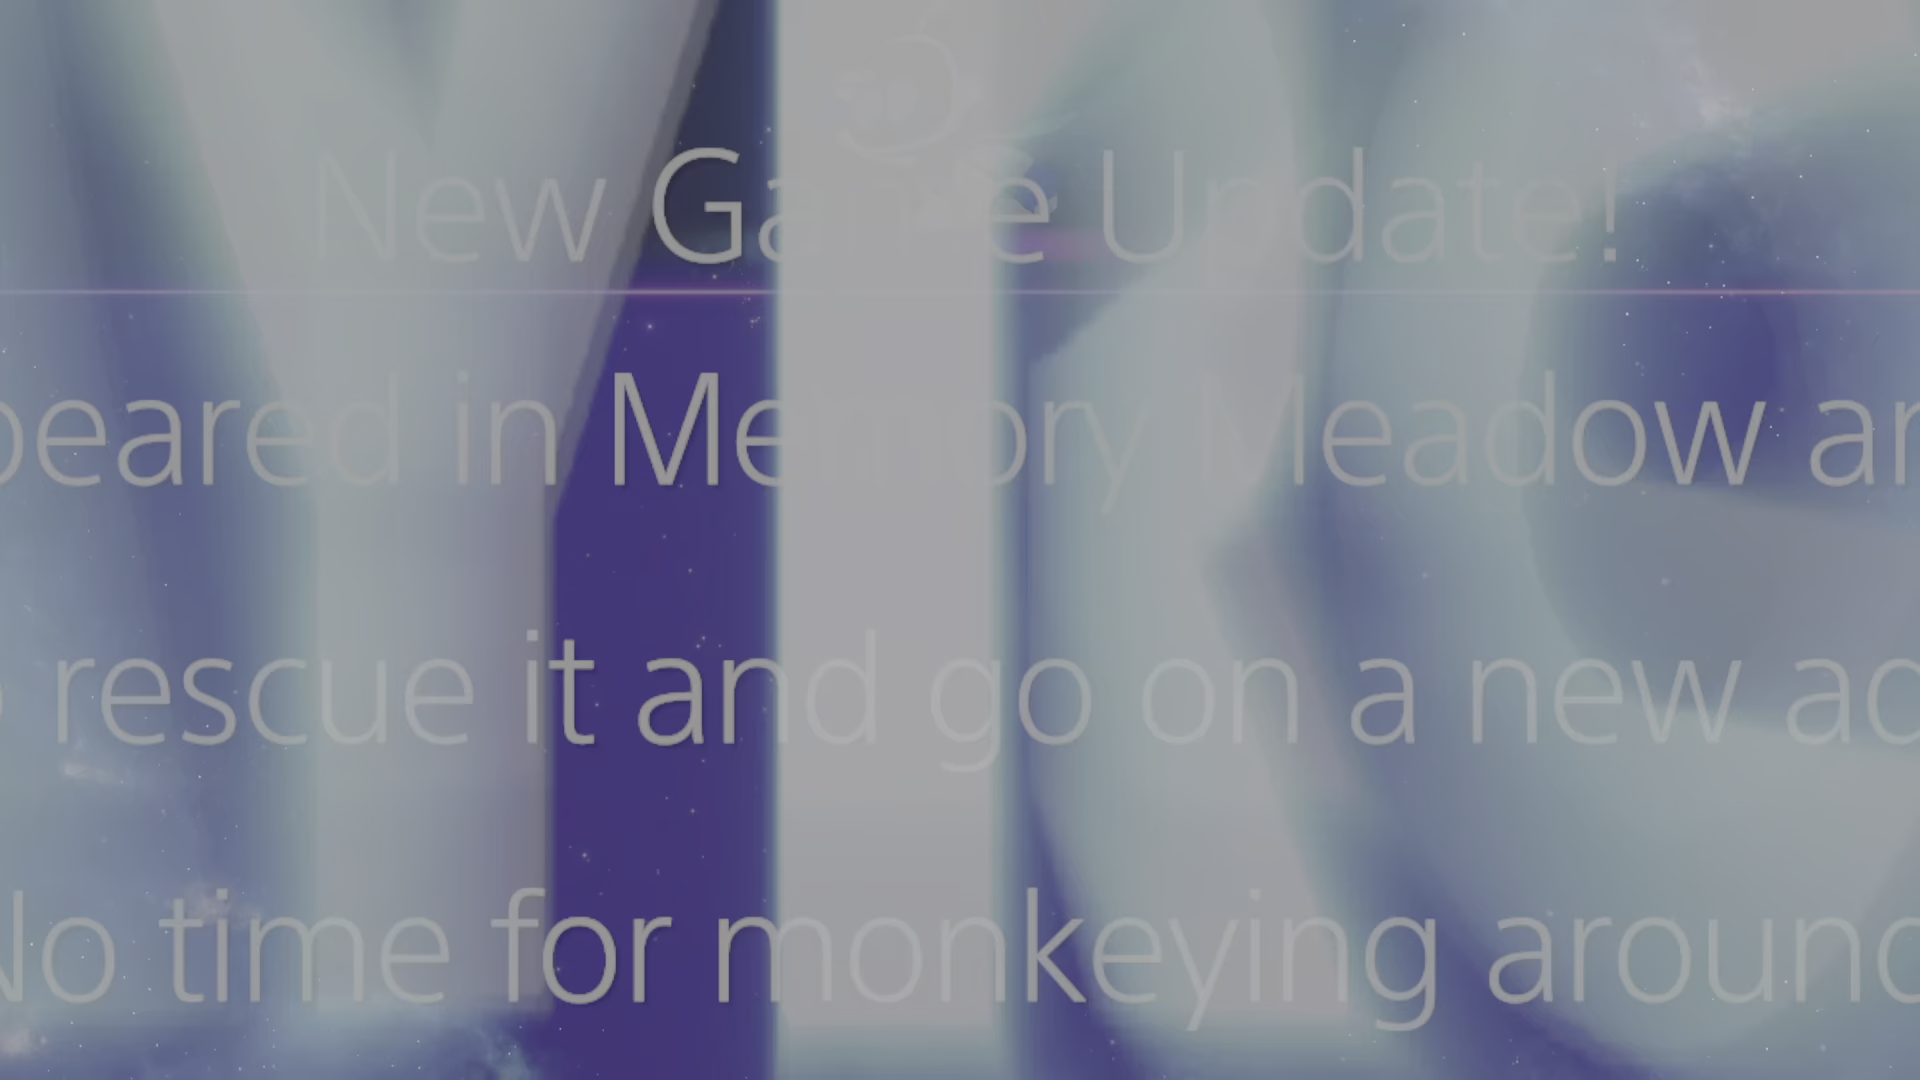 New Game Update!
peared in Memory Meadow ar
rescue it and go on a new ad
No time for monkeying around